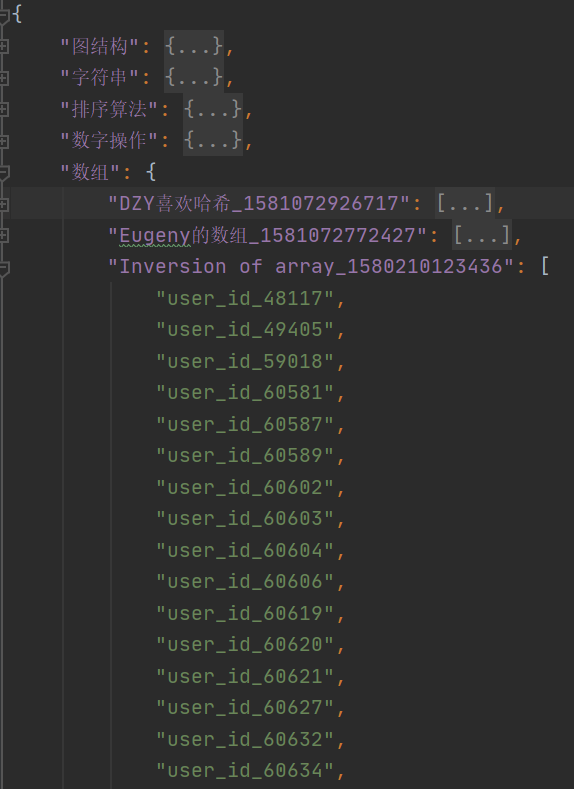 {
"图结构": {...},
"字符串": {...},
"排序算法": {...},
"数字操作": {...},
"数组": {
"DZY喜欢哈希_1581072926717": [...],
"Eugeny的数组_1581072772427": [...],
"Inversion of array_1580210123436": [
"user_id_48117",
"user_id_49405",
"user_id_59018",
"user_id_60581",
"user_id_60587",
"user_id_60589",
"user_id_60602",
"user_id_60603",
"user_id_60604",
"user_id_60606",
"user_id_60619",
"user_id_60620",
"user_id_60621",
"user_id_60627",
"user_id_60632",
"user_id_60634",